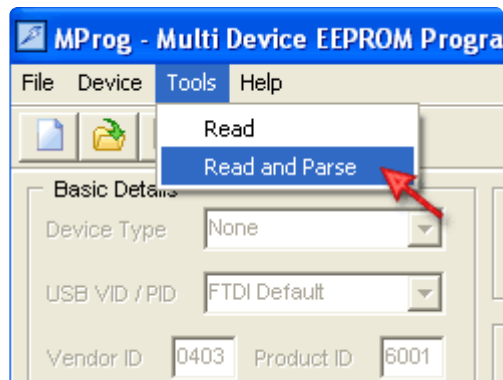 MProg - Multi Device EEPROM Progra
File Device Tools Help
Read
Read and Parse
Basic Details
Device Type None
USB VID / PID FTDI Default
Vendor ID 0403 Product ID 6001